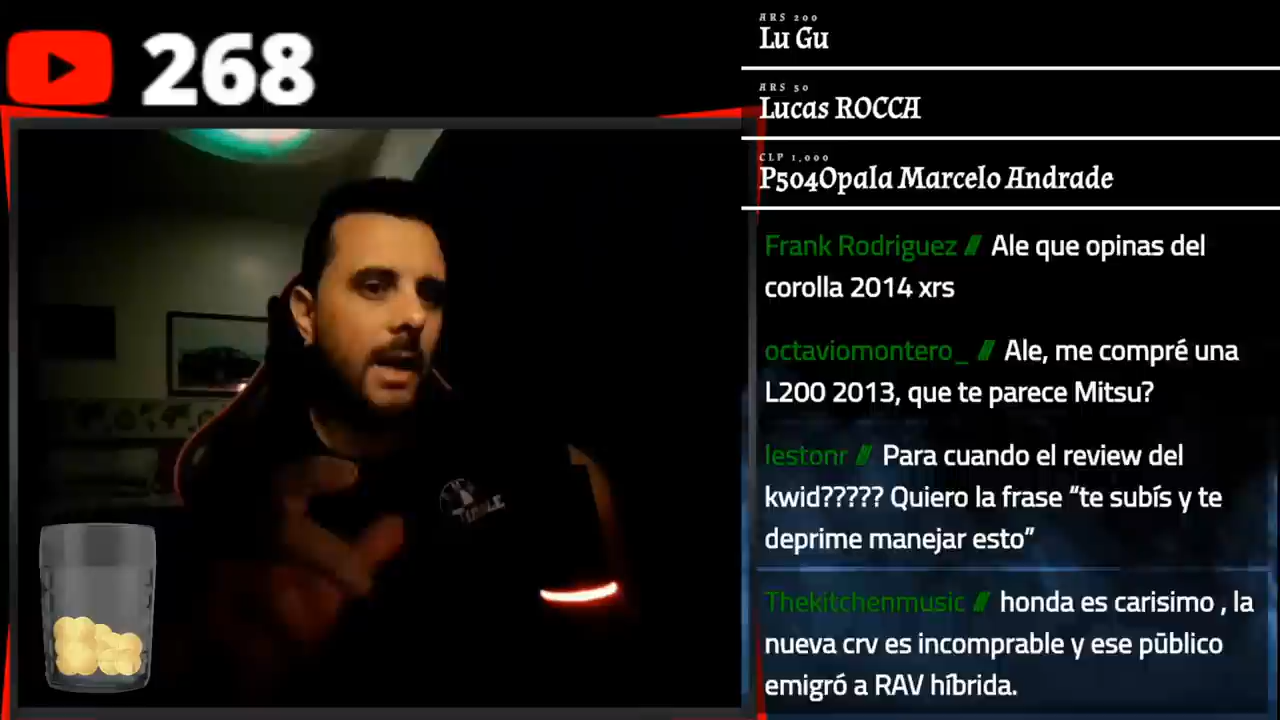 268
ARS 200
Lu Gu
ARS 50
Lucas ROCCA
CLP 1,000
P504Opala Marcelo Andrade
Frank Rodriguez /// Ale que opinas del
corolla 2014 xrs
octaviomontero_ /// Ale, me compré una
L200 2013, que te parece Mitsu?
lestonr /// Para cuando el review del
kwid????? Quiero la frase “te subís y te
deprime manejar esto”
Thekitchenmusic /// honda es carisimo , la
nueva crv es incomprable y ese pūblico
emigró a RAV híbrida.